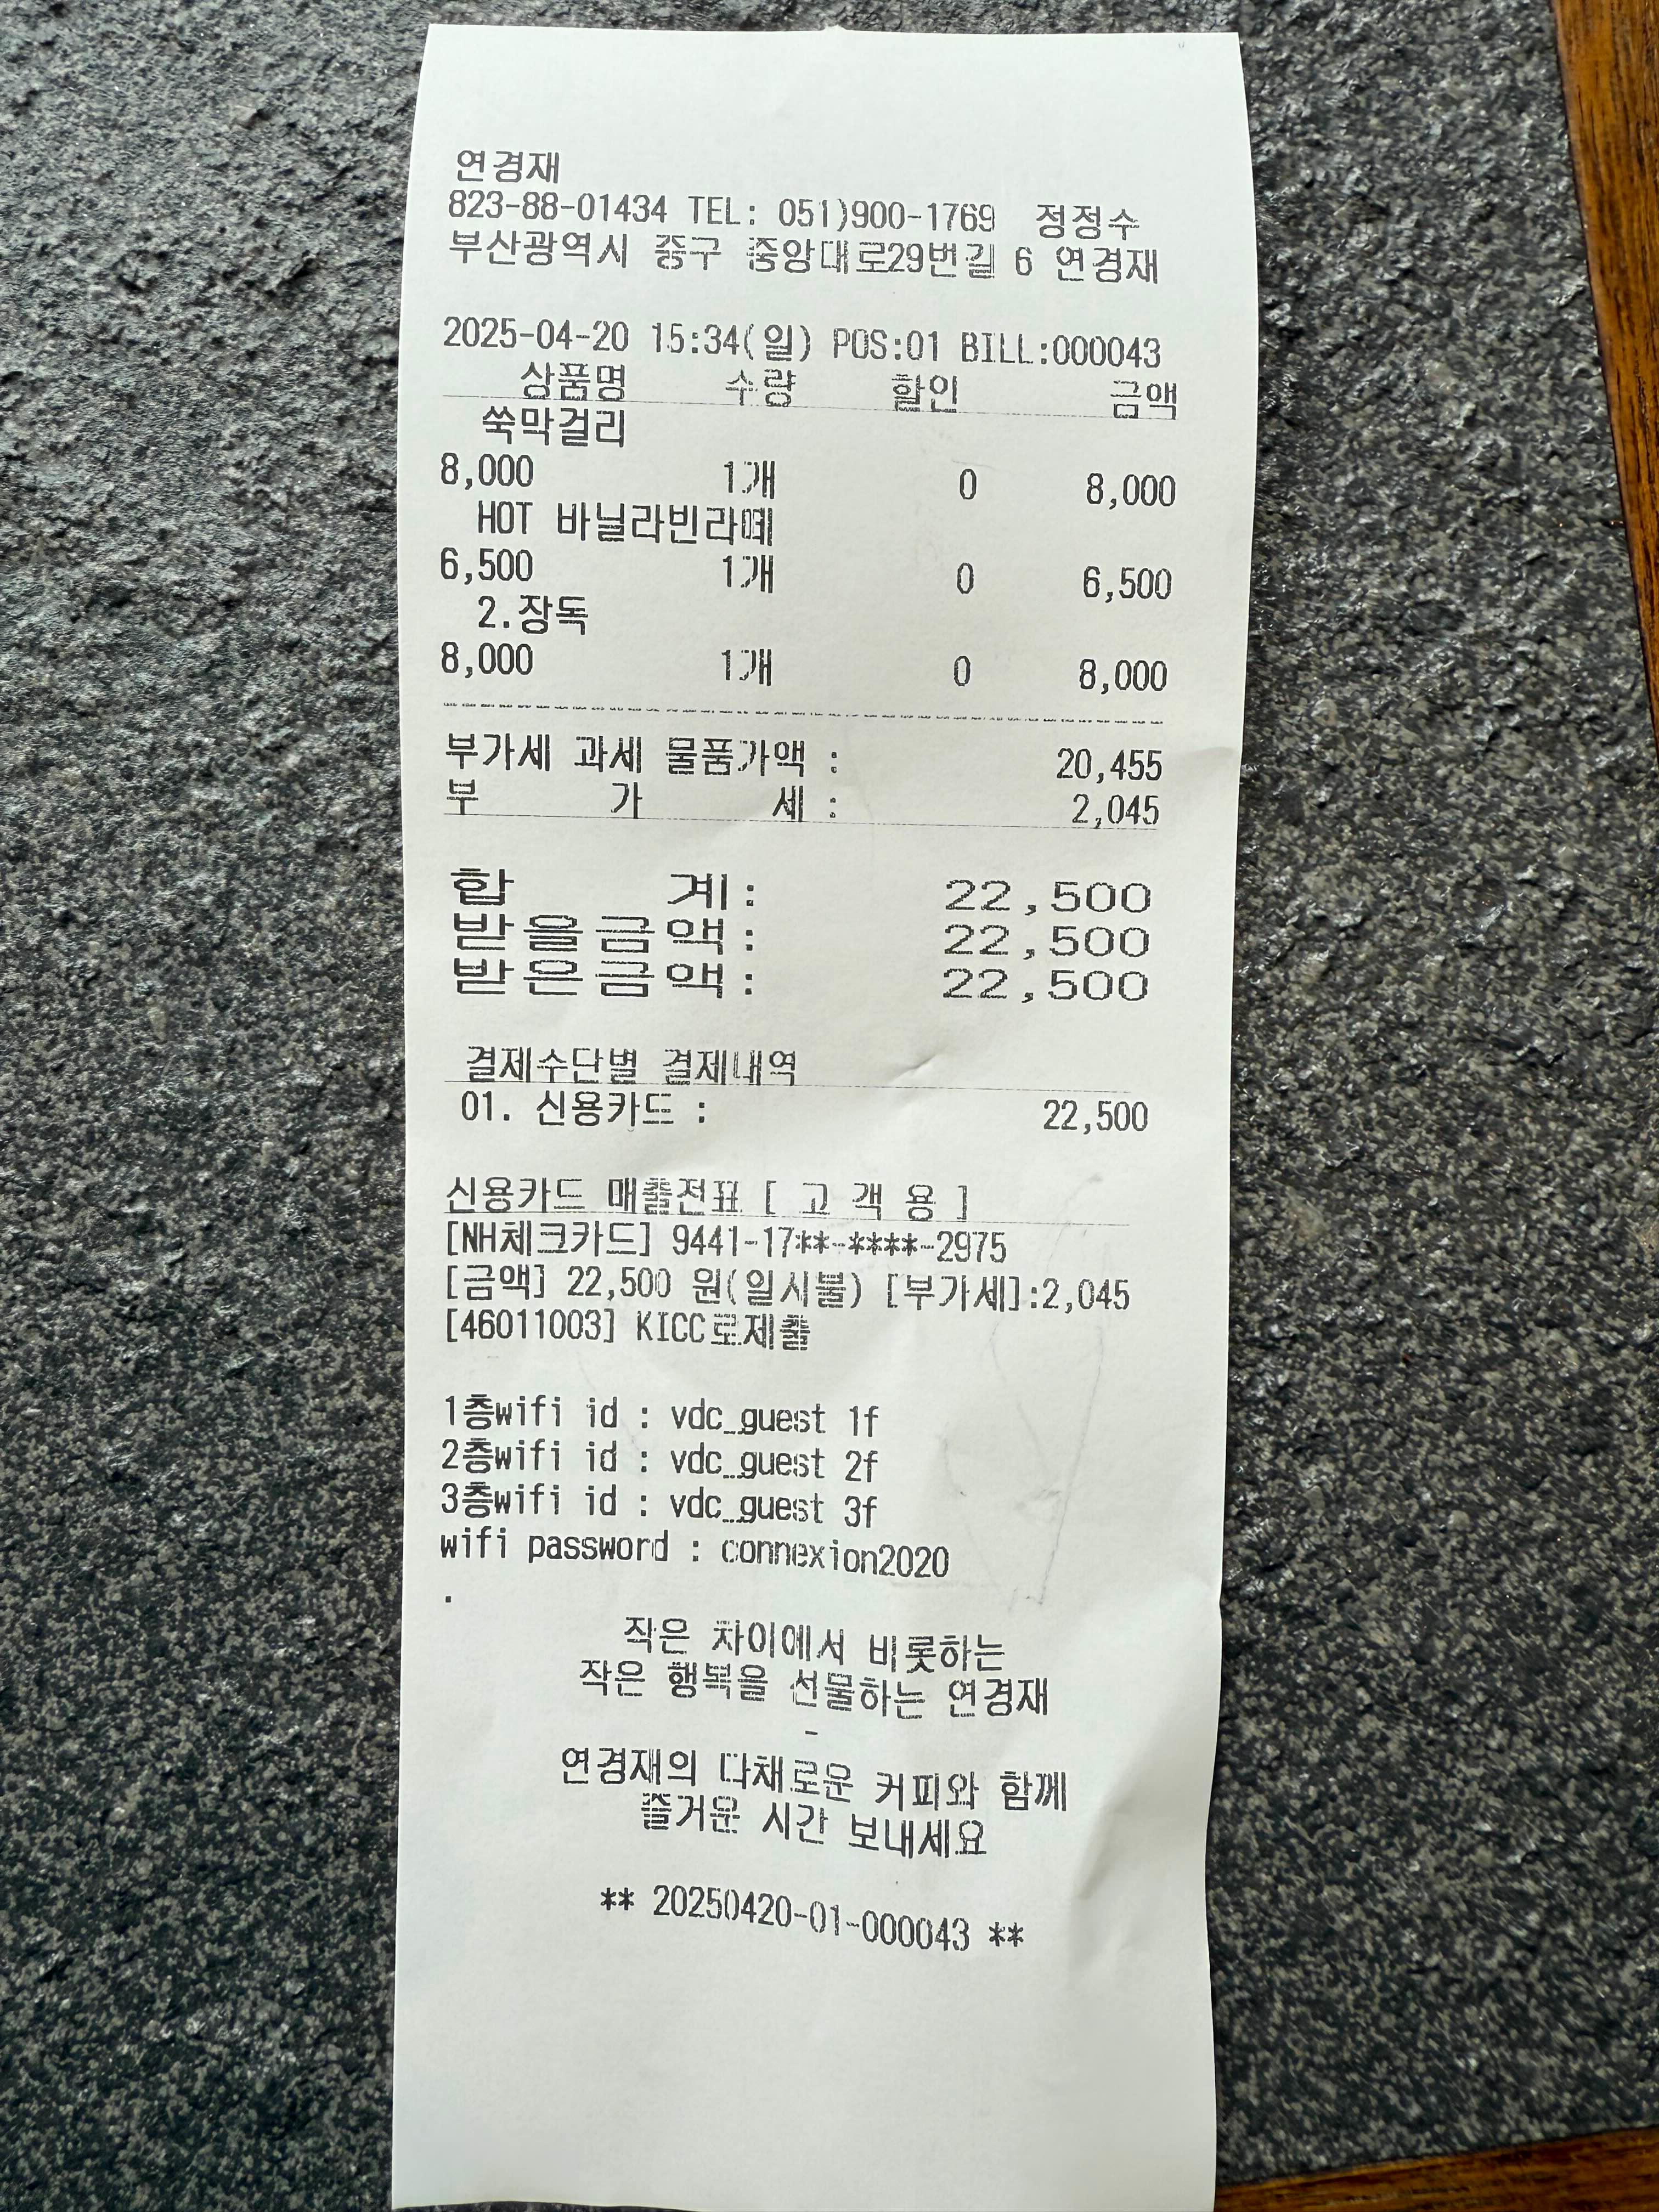 연경재
823-88-01434 TEL: 051)900-1769 정정수
부산광역시 중구 중앙대로29번길 6 연경재
2025-04-20 15:34(일) POS:01 BILL:000043
상품명 수량 할인 금액
쑥막걸리
8,000 1개 0 8,000
HOT 바닐라빈라떼
6,500 1개 0 6,500
2.장독
8,000 1개 0 8,000
부가세 과세 물품가액 : 20,455
부 가 세 : 2,045
합 계: 22,500
받을금액: 22,500
받은금액: 22,500
결제수단별 결제내역
01. 신용카드 : 22,500
신용카드 매출전표 [ 고 객 용 ]
[NH체크카드] 9441-17**-****-2975
[금액] 22,500 원(일시불) [부가세]:2,045
[46011003] KICC로제출
1층wifi id : vdc_guest 1f
2층wifi id : vdc_guest 2f
3층wifi id : vdc_guest 3f
wifi password : connexion2020
.
작은 차이에서 비롯하는
작은 행복을 선물하는 연경재
-
연경재의 다채로운 커피와 함께
즐거운 시간 보내세요
** 20250420-01-000043 **